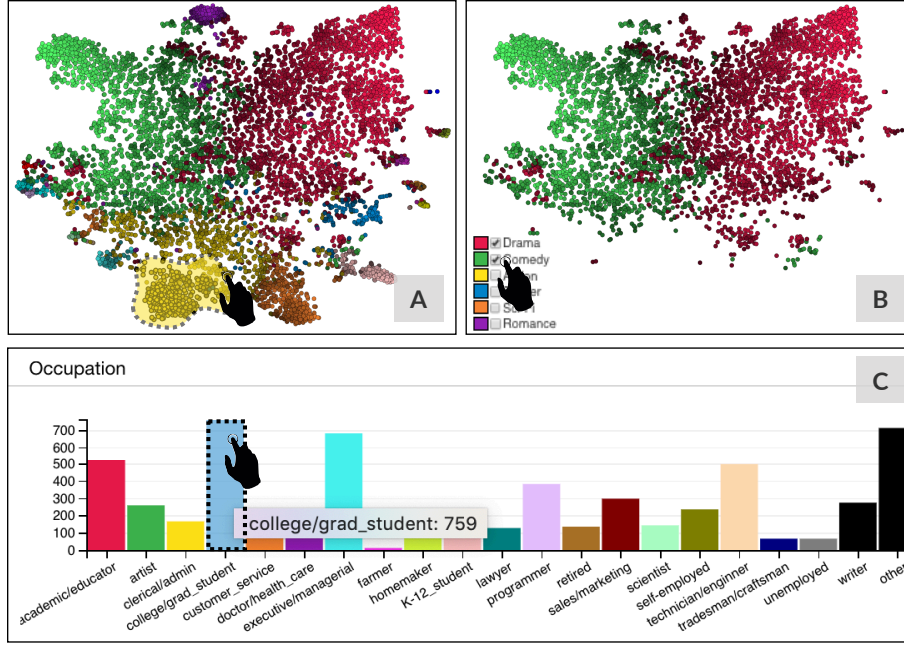 A
B
Drama
Comedy
Romance
Occupation
C
700
600
500
400
300
200
100
0
college/grad_student: 759
academic/educator
artist
clerical/admin
college/grad_student
customer_service
doctor/health_care
executive/managerial
farmer
homemaker
K-12_student
lawyer
programmer
retired
sales/marketing
scientist
self-employed
technician/enginner
tradesman/craftsman
unemployed
writer
other